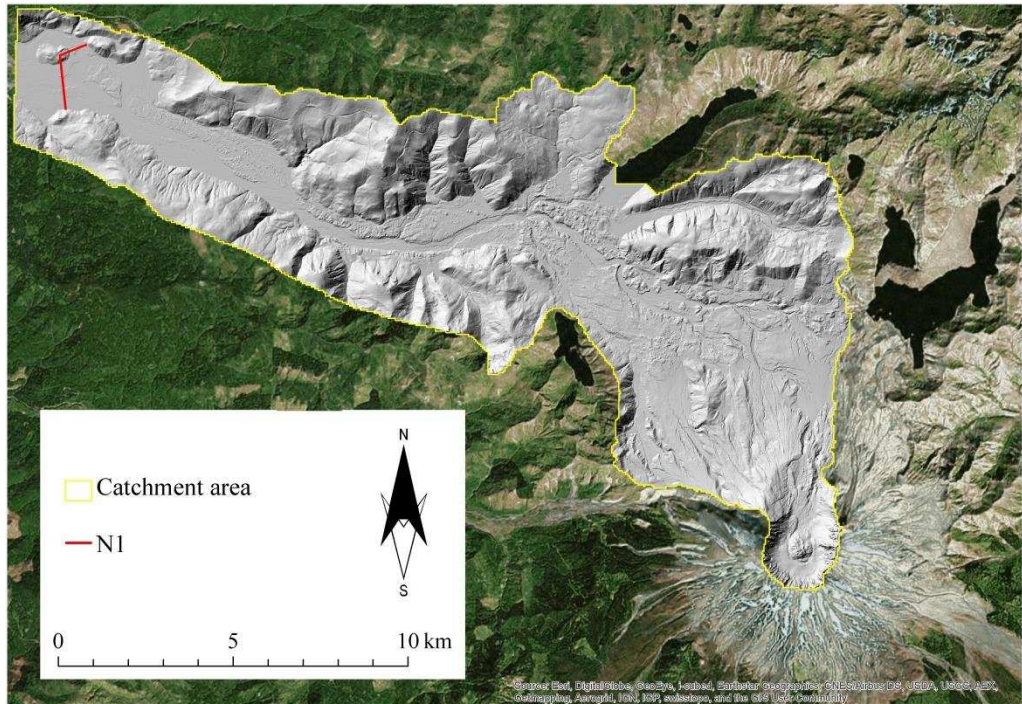 N
Catchment area
N1
S
0 5 10 km
Source: Esri, DigitalGlobe, GeoEye, i-cubed, Earthstar Geographics, CNES/Airbus DS, USDA, USGS, AEX,
Getmapping, Aerogrid, IGN, IGP, swisstopo, and the GIS User Community